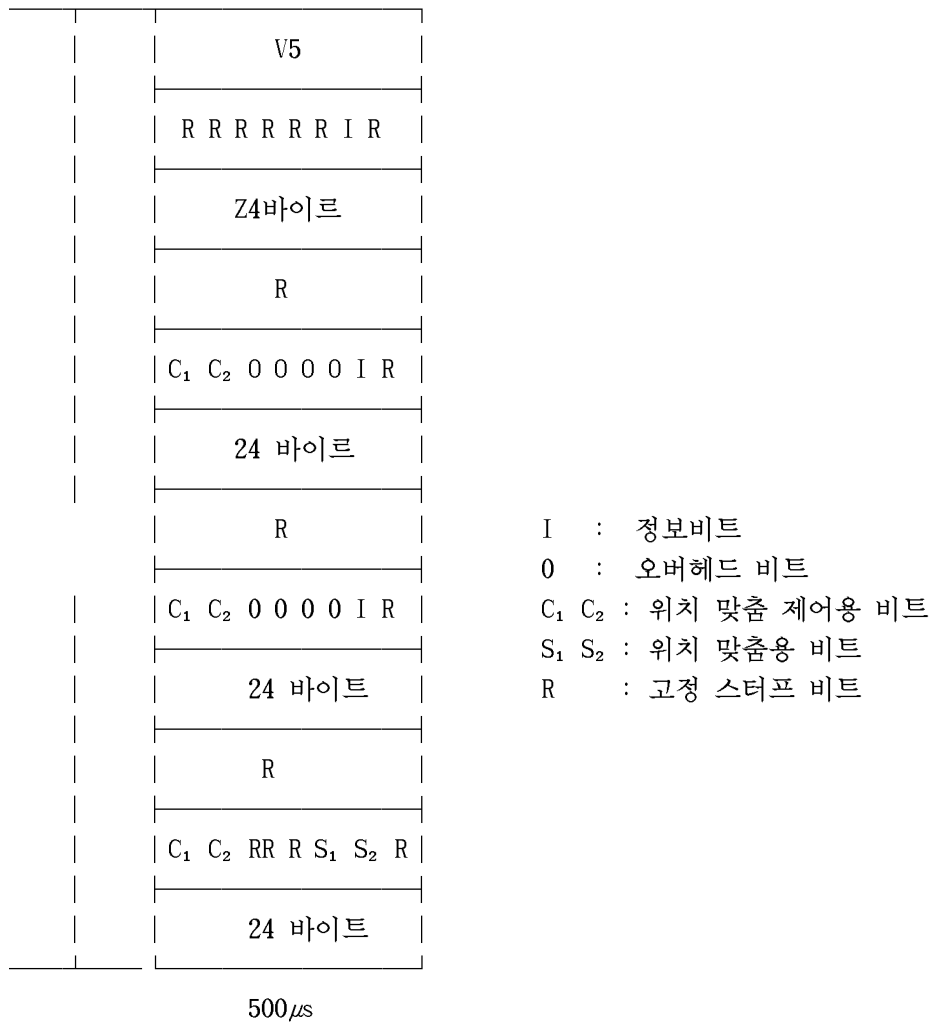 V5
R R R R R R I R
Z4바이르
R
C₁ C₂ 0 0 0 0 I R
24 바이르
R
C₁ C₂ 0 0 0 0 I R
24 바이트
R
C₁ C₂ RR R S₁ S₂ R
24 바이트
500㎲
I : 정보비트
0 : 오버헤드 비트
C₁ C₂ : 위치 맞춤 제어용 비트
S₁ S₂ : 위치 맞춤용 비트
R : 고정 스터프 비트